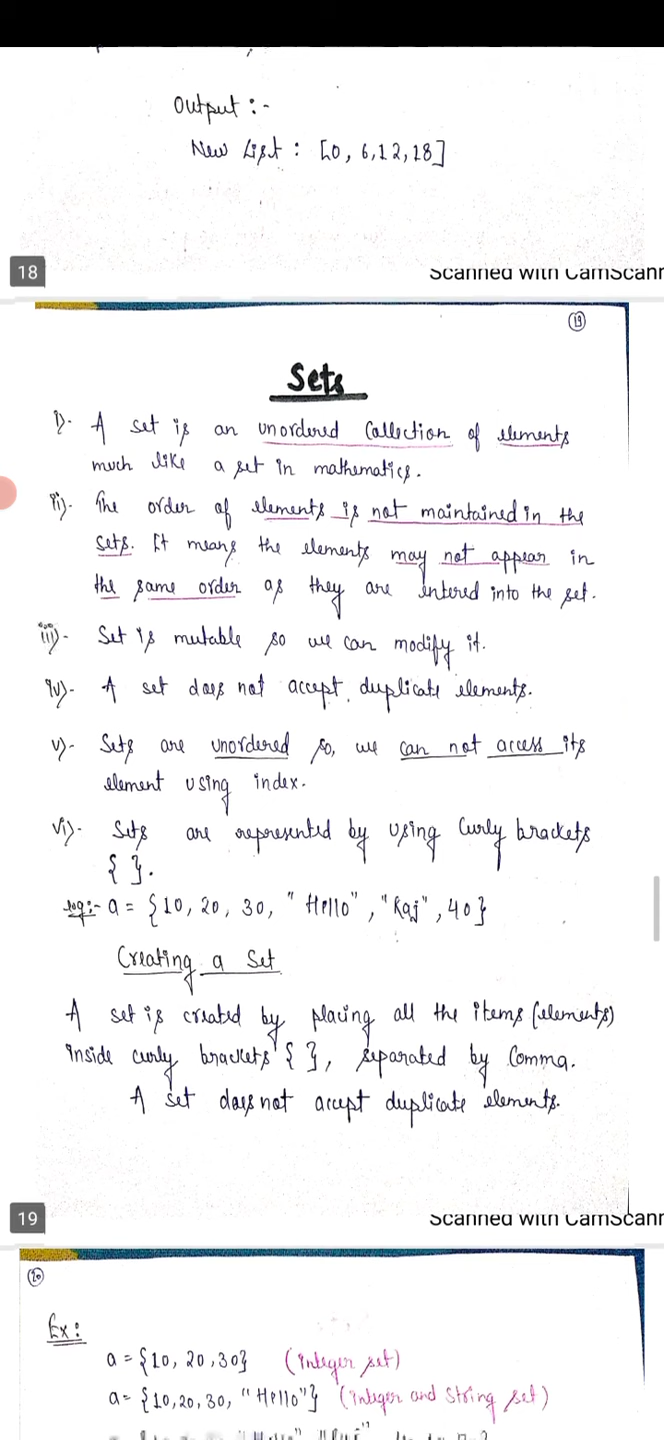 Output :-
New List : [0, 6, 12, 18]
18
Scanned with CamScanr
19
Sets
i)- A set is an unordered collection of elements
much like a set in mathematics.
ii)- The order of elements is not maintained in the
sets. It means the elements may not appear in
the same order as they are entered into the set.
iii)- Set is mutable so we can modify it.
iv)- A set does not accept duplicate elements.
v)- Sets are unordered so, we can not access its
element using index.
vi)- Sets are represented by using curly brackets
{ }.
eg:- a = {10, 20, 30, "Hello", "Raj", 40}
Creating a Set
A set is created by placing all the items (elements)
inside curly brackets { }, separated by comma.
A set does not accept duplicate elements.
19
Scanned with CamScanr
20
Ex:
a = {10, 20, 30} (Integer set)
a = {10, 20, 30, "Hello"} (Integer and String set)